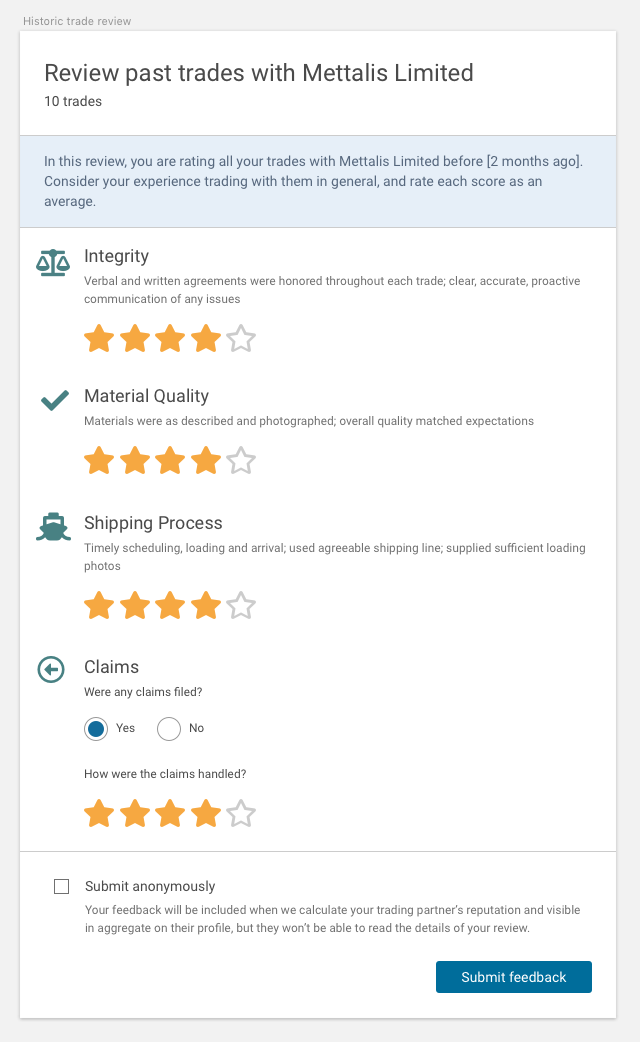 Historic trade review
Review past trades with Mettalis Limited
10 trades
In this review, you are rating all your trades with Mettalis Limited before [2 months ago].
Consider your experience trading with them in general, and rate each score as an
average.
Integrity
Verbal and written agreements were honored throughout each trade; clear, accurate, proactive
communication of any issues
Material Quality
Materials were as described and photographed; overall quality matched expectations
Shipping Process
Timely scheduling, loading and arrival; used agreeable shipping line; supplied sufficient loading
photos
Claims
Were any claims filed?
Yes No
How were the claims handled?
Submit anonymously
Your feedback will be included when we calculate your trading partner’s reputation and visible
in aggregate on their profile, but they won’t be able to read the details of your review.
Submit feedback